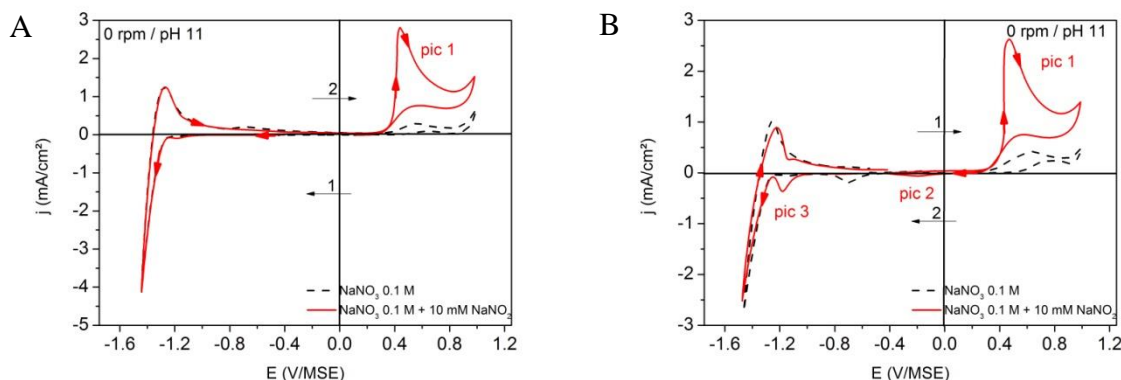 A
0 rpm / pH 11
pic 1
2
1
3
2
1
0
-1
-2
-3
-4
-5
-1.6 -1.2 -0.8 -0.4 0.0 0.4 0.8 1.2
j (mA/cm²)
E (V/MSE)
NaNO₃ 0.1 M
NaNO₃ 0.1 M + 10 mM NaNO₂
B
0 rpm / pH 11
pic 1
1
pic 2
pic 3
2
3
2
1
0
-1
-2
-3
-1.6 -1.2 -0.8 -0.4 0.0 0.4 0.8 1.2
j (mA/cm²)
E (V/MSE)
NaNO₃ 0.1 M
NaNO₃ 0.1 M + 10 mM NaNO₂